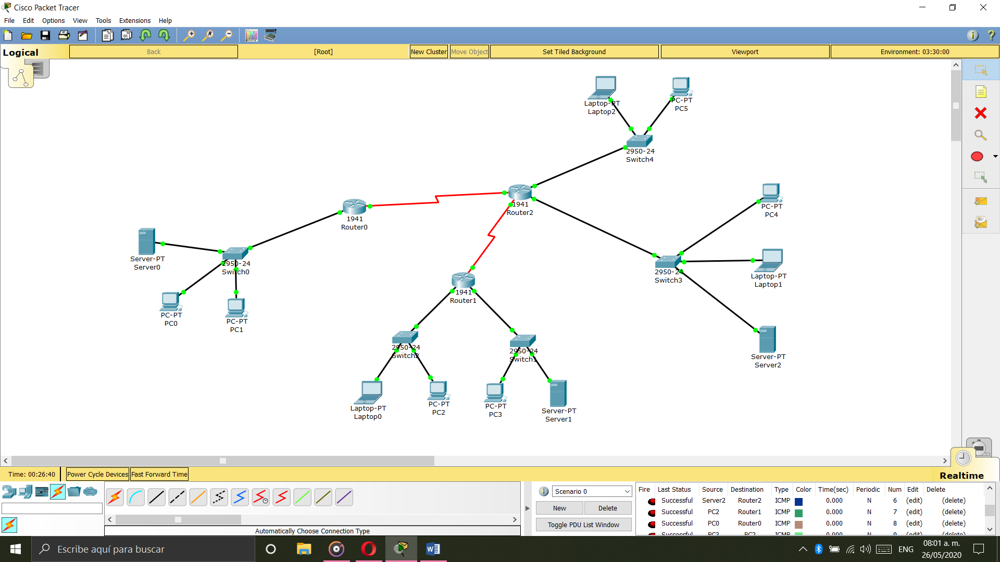 Cisco Packet Tracer
File Edit Options View Tools Extensions Help
Logical
Back
[Root]
New Cluster
Move Object
Set Tiled Background
Viewport
Environment: 03:30:00
Laptop-PT
Laptop2
PC-PT
PC5
2950-24
Switch4
1941
Router2
1941
Router0
PC-PT
PC4
Server-PT
Server0
2950-24
Switch0
2950-24
Switch3
Laptop-PT
Laptop1
1941
Router1
PC-PT
PC0
PC-PT
PC1
2950-24
Switch2
2950-24
Switch1
Server-PT
Server2
Laptop-PT
Laptop0
PC-PT
PC2
PC-PT
PC3
Server-PT
Server1
Time: 00:26:40
Power Cycle Devices
Fast Forward Time
Realtime
Scenario 0
New
Delete
Toggle PDU List Window
Automatically Choose Connection Type
Fire Last Status Source Destination Type Color Time(sec) Periodic Num Edit Delete
Successful Server2 Router2 ICMP 0.000 N 6 (edit) (delete)
Successful PC2 Router1 ICMP 0.000 N 7 (edit) (delete)
Successful PC0 Router0 ICMP 0.000 N 8 (edit) (delete)
Successful PC3 PC2 ICMP 0.000 N 9 (edit) (delete)
Escribe aquí para buscar
ENG
08:01 a. m.
26/05/2020